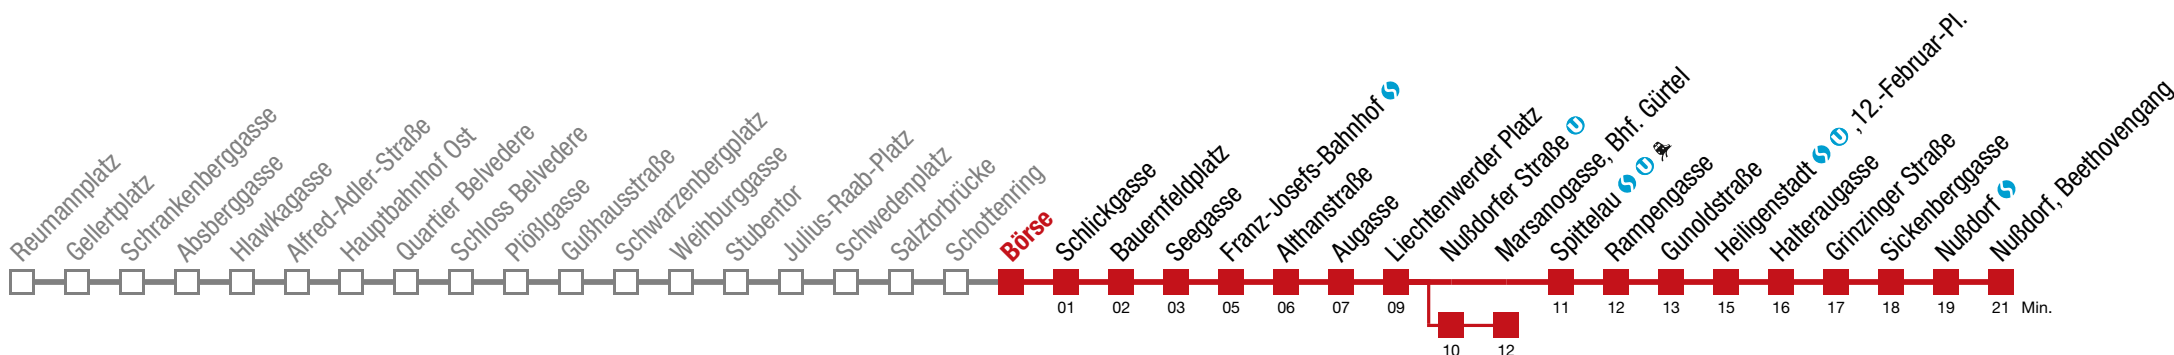 Reumannplatz
Gellertplatz
Schrankenberggasse
Absberggasse
Hlawkagasse
Alfred-Adler-Straße
Hauptbahnhof Ost
Quartier Belvedere
Schloss Belvedere
Plößlgasse
Gußhausstraße
Schwarzenbergplatz
Weihburggasse
Stubentor
Julius-Raab-Platz
Schwedenplatz
Salztorbrücke
Schottenring
Börse
Schlickgasse
Bauernfeldplatz
Seegasse
Franz-Josefs-Bahnhof S
Althanstraße
Augasse
Liechtenwerder Platz
Nußdorfer Straße U
Marsanogasse, Bhf. Gürtel
Spittelau S U
Rampengasse
Gunoldstraße
Heiligenstadt S U, 12.-Februar-Pl.
Halteraugasse
Grinzinger Straße
Sickenberggasse
Nußdorf S
Nußdorf, Beethovengang
01 02 03 05 06 07 09 11 12 13 15 16 17 18 19 21 Min.
10 12